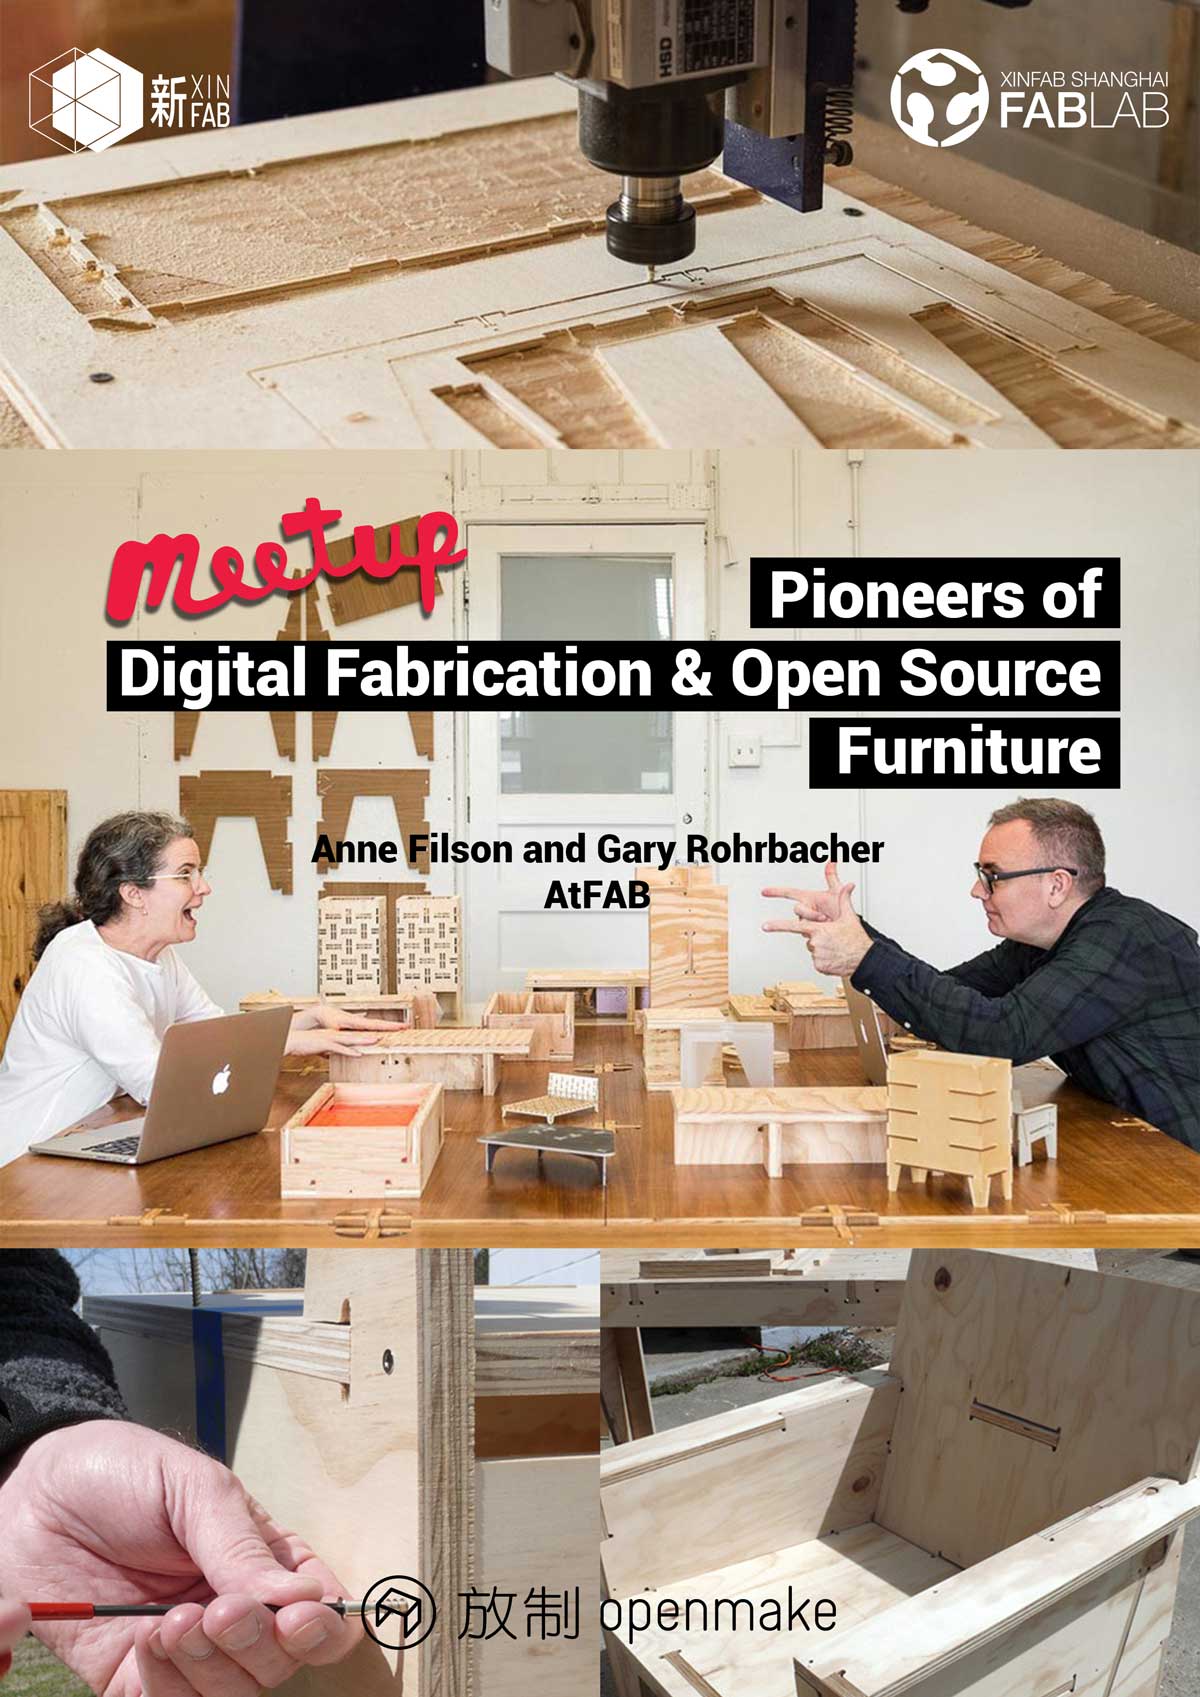 新 XIN FAB
XINFAB SHANGHAI
FABLAB
HSD
meetup
Pioneers of
Digital Fabrication & Open Source
Furniture
Anne Filson and Gary Rohrbacher
AtFAB
放制 openmake